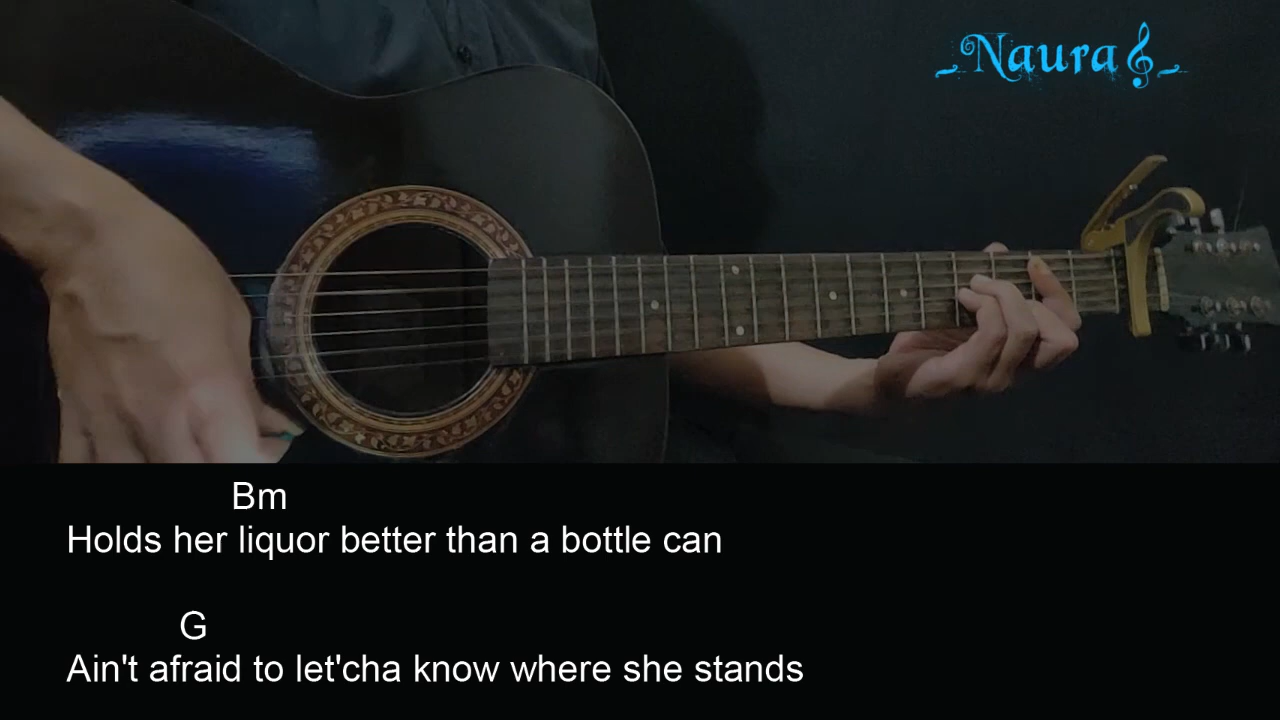 Naura
Bm
Holds her liquor better than a bottle can
G
Ain't afraid to let'cha know where she stands